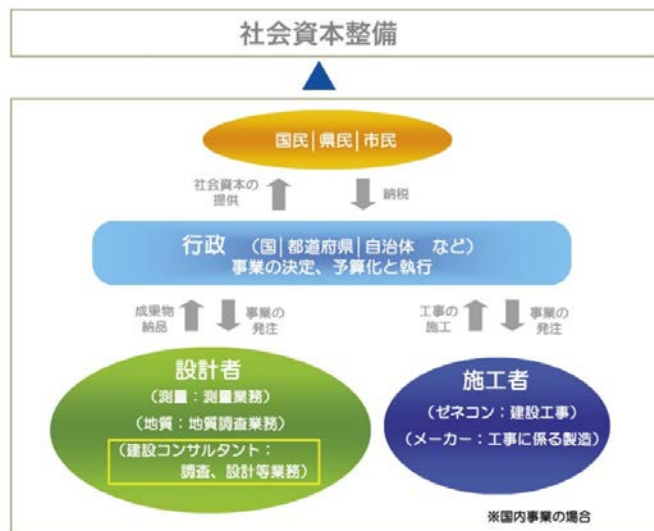 社会資本整備
国民|県民|市民
社会資本の
提供
納税
行政 （国|都道府県|自治体 など）
事業の決定、予算化と執行
成果物
納品
事業の
発注
工事の
施工
事業の
発注
設計者
（測量：測量業務）
（地質：地質調査業務）
（建設コンサルタント：
調査、設計等業務）
施工者
（ゼネコン：建設工事）
（メーカー：工事に係る製造）
※国内事業の場合